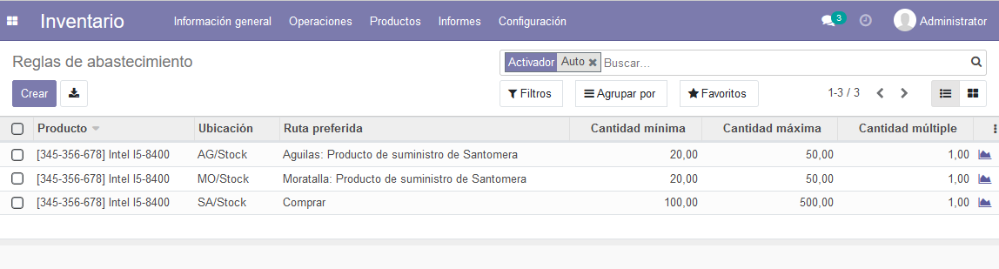 Inventario Información general Operaciones Productos Informes Configuración 3 Administrator
Reglas de abastecimiento Activador Auto Buscar...
Crear Filtros Agrupar por Favoritos 1-3 / 3
Producto Ubicación Ruta preferida Cantidad mínima Cantidad máxima Cantidad múltiple
[345-356-678] Intel I5-8400 AG/Stock Aguilas: Producto de suministro de Santomera 20,00 50,00 1,00
[345-356-678] Intel I5-8400 MO/Stock Moratalla: Producto de suministro de Santomera 20,00 50,00 1,00
[345-356-678] Intel I5-8400 SA/Stock Comprar 100,00 500,00 1,00